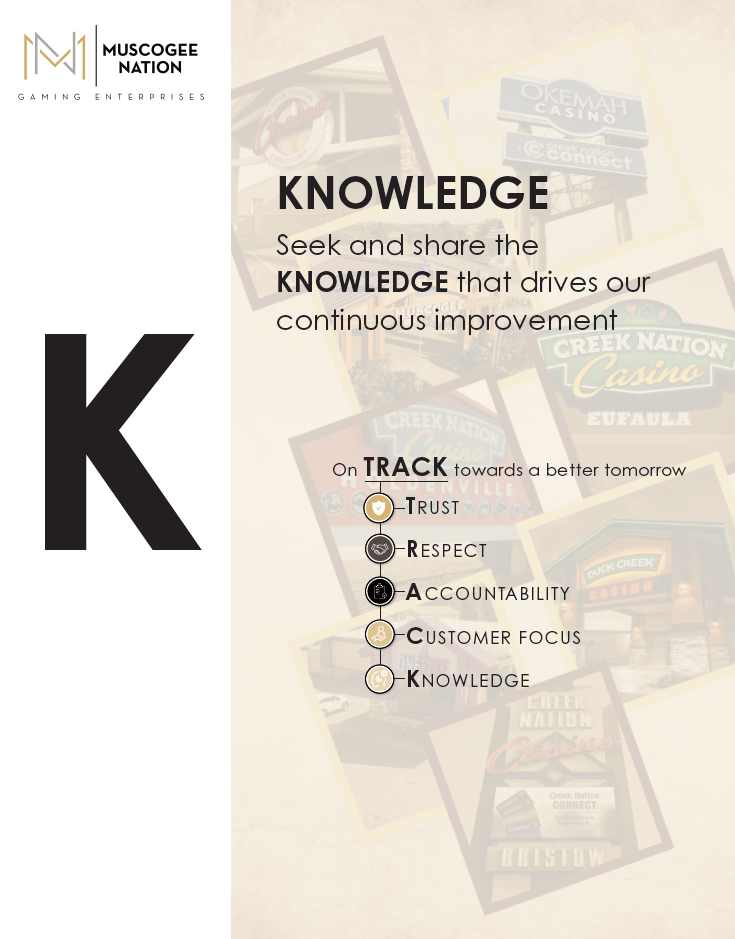 MUSCOGEE
NATION
GAMING ENTERPRISES
K
KNOWLEDGE
Seek and share the
KNOWLEDGE that drives our
continuous improvement
On TRACK towards a better tomorrow
TRUST
RESPECT
ACCOUNTABILITY
CUSTOMER FOCUS
KNOWLEDGE
OKEMAH
CASINO
creek nation
connect
CREEK NATION
Casino
EUFAULA
CREEK NATION
Casino
HOLDENVILLE
DUCK CREEK
CASINO
CREEK
NATION
Casino
Creek Nation
CONNECT
BRISTOW